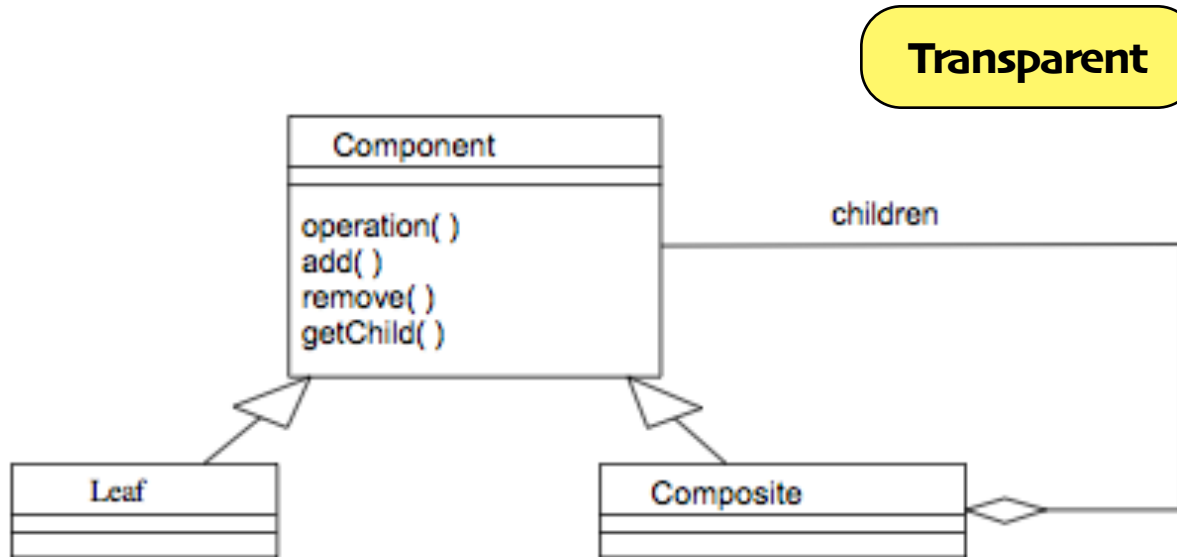 Transparent
Component
children
operation( )
add( )
remove( )
getChild( )
Leaf
Composite